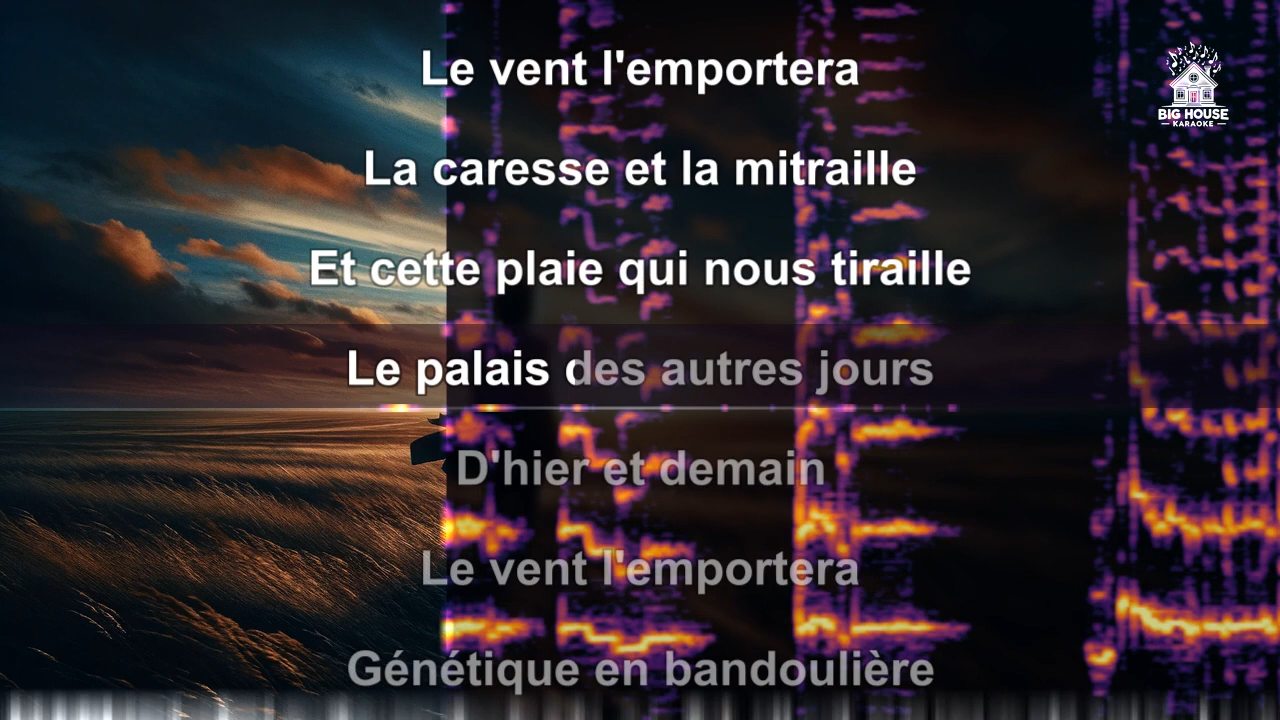 Le vent l'emportera
BIG HOUSE
KARAOKE
La caresse et la mitraille
Et cette plaie qui nous tiraille
Le palais des autres jours
D'hier et demain
Le vent l'emportera
Génétique en bandoulière